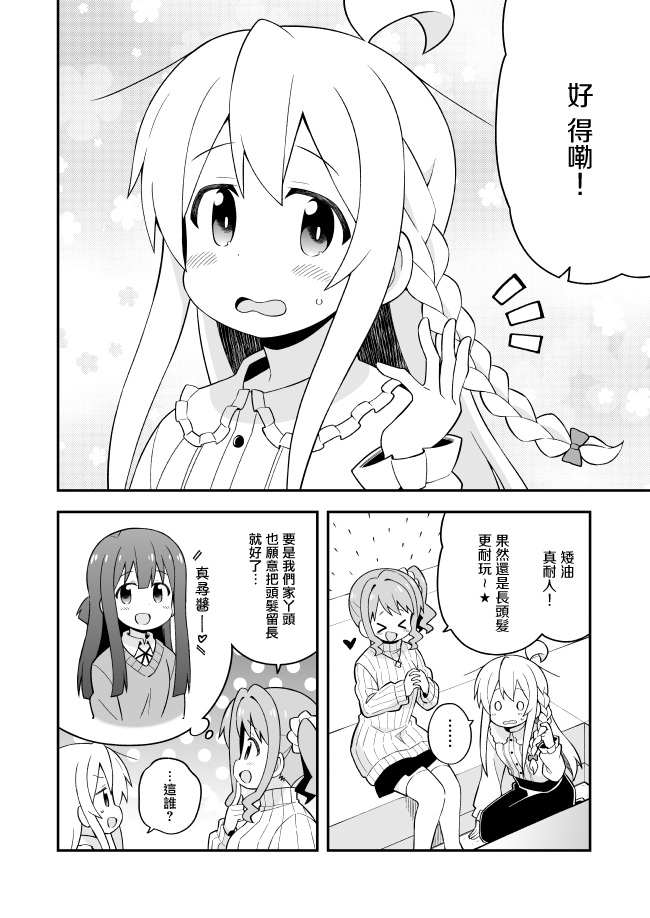 好得嘞！
矮油
真耐人！
果然還是長頭髮
更耐玩～★
……
要是我們家丫頭
也願意把頭髮留長
就好了…
真尋醬——♡
…這誰？